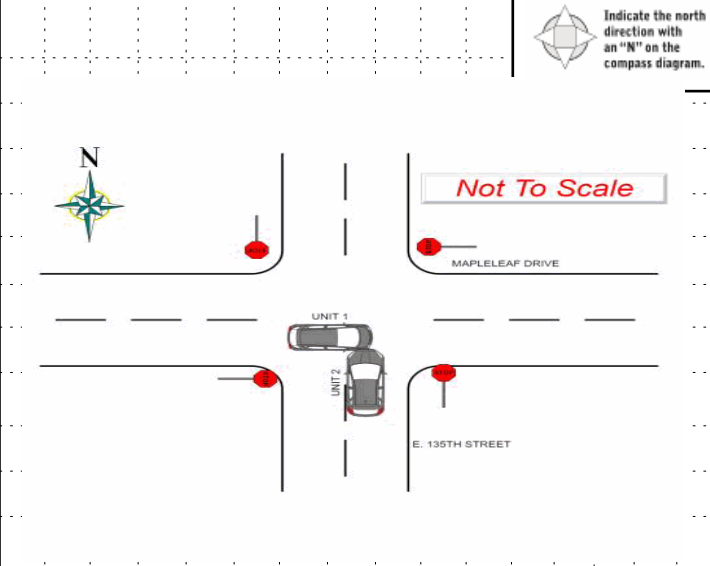 Indicate the north
direction with
an "N" on the
compass diagram.
N
Not To Scale
MAPLELEAF DRIVE
UNIT 1
UNIT 2
STOP
E. 135TH STREET